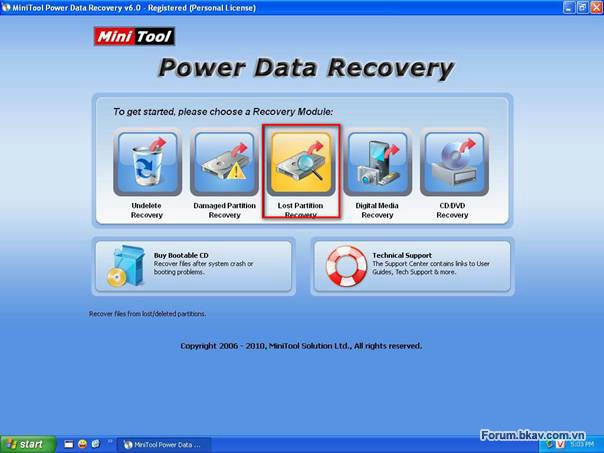 MiniTool Power Data Recovery v6.0 - Registered (Personal License)
Mini Tool
Power Data Recovery
To get started, please choose a Recovery Module:
Undelete
Recovery
Damaged Partition
Recovery
Lost Partition
Recovery
Digital Media
Recovery
CD\DVD
Recovery
Buy Bootable CD
Recover files after system crash or
booting problems.
Technical Support
The Support Center contains links to User
Guides, Tech Support & more.
Recover files from lost/deleted partitions.
Copyright 2006 - 2010, MiniTool Solution Ltd., All rights reserved.
start
MiniTool Power Data ...
Forum.bkav.com.vn
5:03 PM